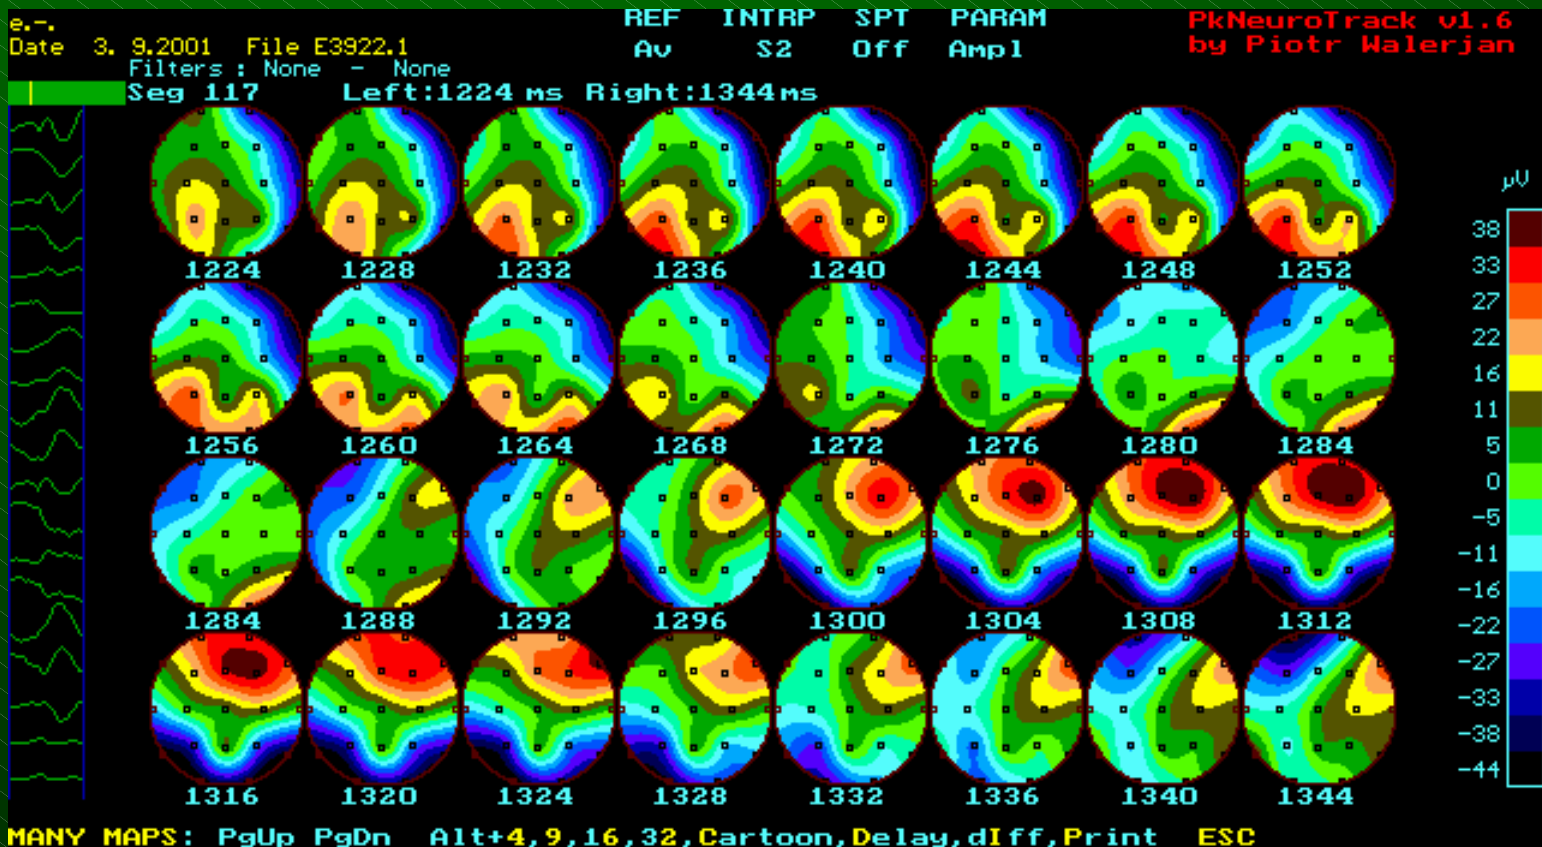 e.-.
REF INTRP SPT PARAM
PkNeuroTrack v1.6
Date 3. 9.2001 File E3922.1
Av S2 Off Ampl
by Piotr Walerjan
Filters : None - None
Seg 117 Left:1224 ms Right:1344ms
1224 1228 1232 1236 1240 1244 1248 1252
1256 1260 1264 1268 1272 1276 1280 1284
1284 1288 1292 1296 1300 1304 1308 1312
1316 1320 1324 1328 1332 1336 1340 1344
µV
38
33
27
22
16
11
5
0
-5
-11
-16
-22
-27
-33
-38
-44
MANY MAPS: PgUp PgDn Alt+4,9,16,32,Cartoon,Delay,dIff,Print ESC